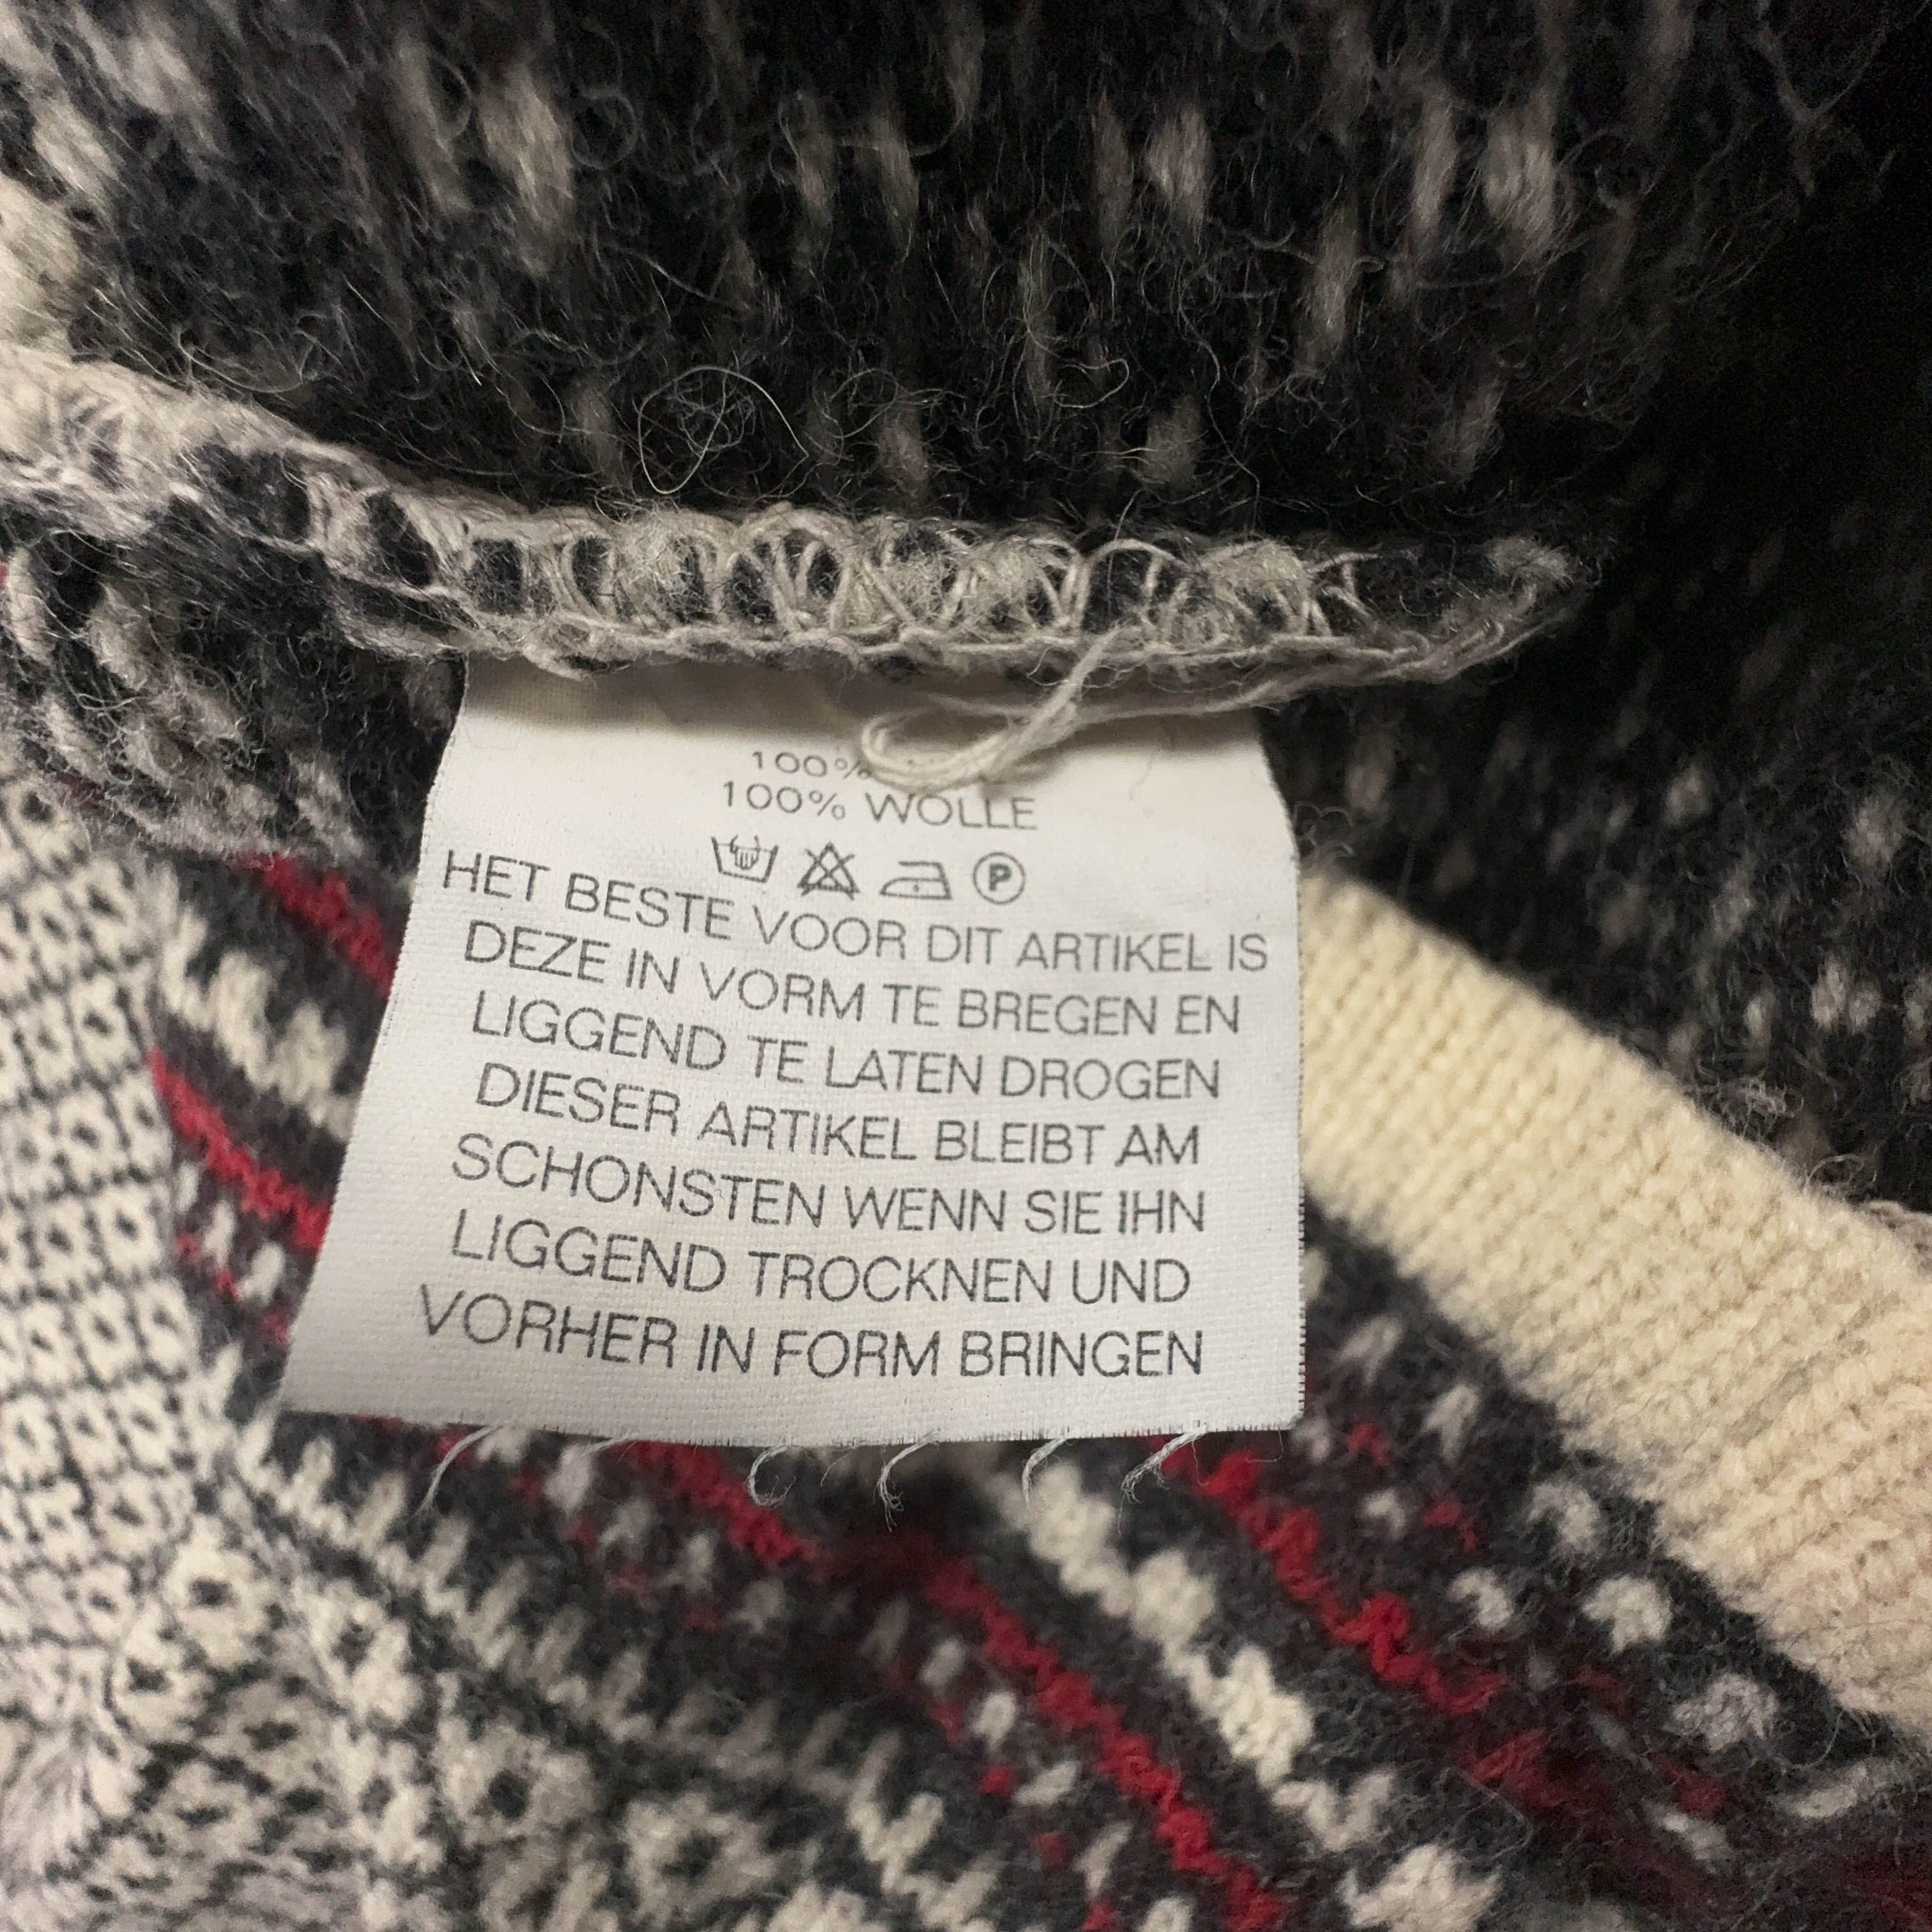 100%
100% WOLLE
P
HET BESTE VOOR DIT ARTIKEL IS
DEZE IN VORM TE BREGEN EN
LIGGEND TE LATEN DROGEN
DIESER ARTIKEL BLEIBT AM
SCHONSTEN WENN SIE IHN
LIGGEND TROCKNEN UND
VORHER IN FORM BRINGEN